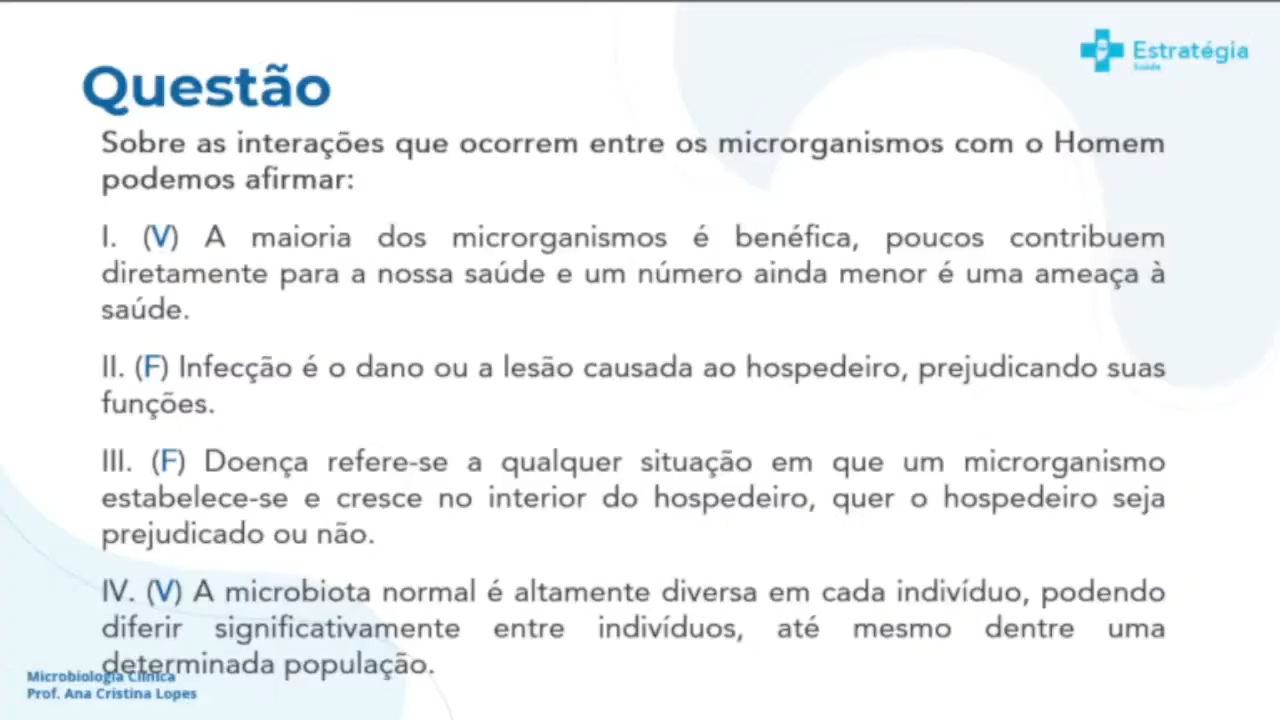 Estratégia
Saúde
Questão
Sobre as interações que ocorrem entre os microrganismos com o Homem
podemos afirmar:
I. (V) A maioria dos microrganismos é benéfica, poucos contribuem
diretamente para a nossa saúde e um número ainda menor é uma ameaça à
saúde.
II. (F) Infecção é o dano ou a lesão causada ao hospedeiro, prejudicando suas
funções.
III. (F) Doença refere-se a qualquer situação em que um microrganismo
estabelece-se e cresce no interior do hospedeiro, quer o hospedeiro seja
prejudicado ou não.
IV. (V) A microbiota normal é altamente diversa em cada indivíduo, podendo
diferir significativamente entre indivíduos, até mesmo dentre uma
determinada população.
Microbiologia Clínica
Prof. Ana Cristina Lopes